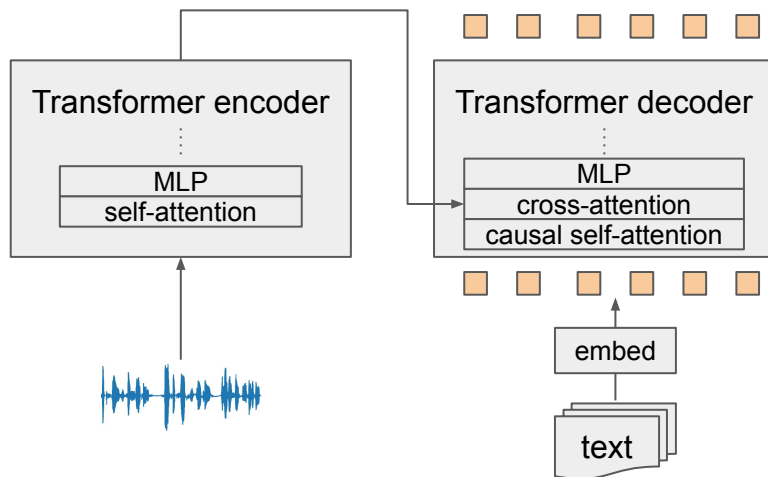 Transformer encoder
MLP
self-attention
Transformer decoder
MLP
cross-attention
causal self-attention
embed
text